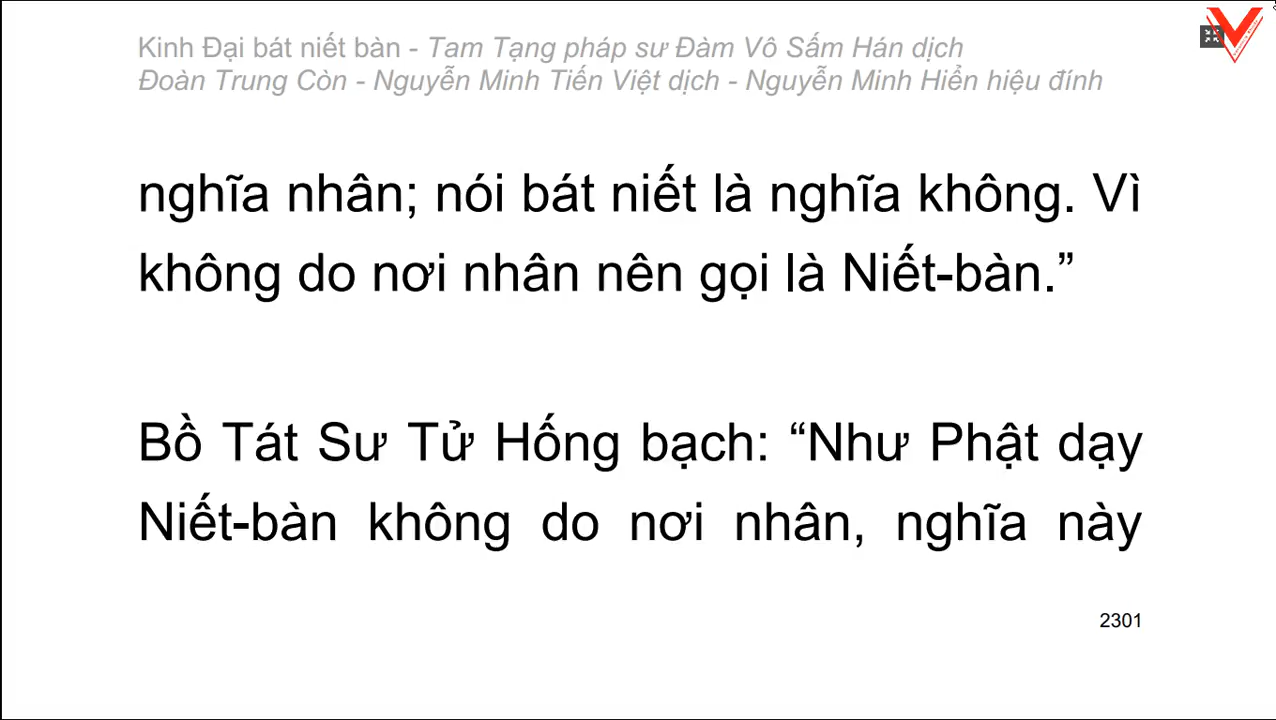 Kinh Đại bát niết bàn - Tam Tạng pháp sư Đàm Vô Sấm Hán dịch
Đoàn Trung Còn - Nguyễn Minh Tiến Việt dịch - Nguyễn Minh Hiển hiệu đính
nghĩa nhân; nói bát niết là nghĩa không. Vì
không do nơi nhân nên gọi là Niết-bàn.”
Bồ Tát Sư Tử Hống bạch: “Như Phật dạy
Niết-bàn không do nơi nhân, nghĩa này
2301